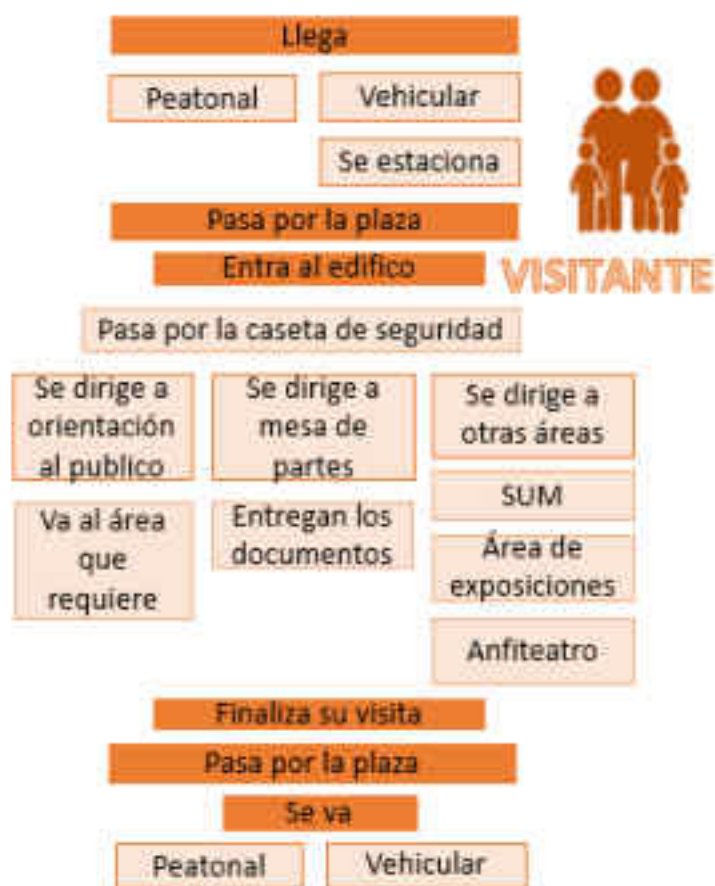 Llega
Peatonal
Vehicular
Se estaciona
Pasa por la plaza
Entra al edifico
VISITANTE
Pasa por la caseta de seguridad
Se dirige a
orientación
al publico
Se dirige a
mesa de
partes
Se dirige a
otras áreas
Va al área
que
requiere
Entregan los
documentos
SUM
Área de
exposiciones
Anfiteatro
Finaliza su visita
Pasa por la plaza
Se va
Peatonal
Vehicular